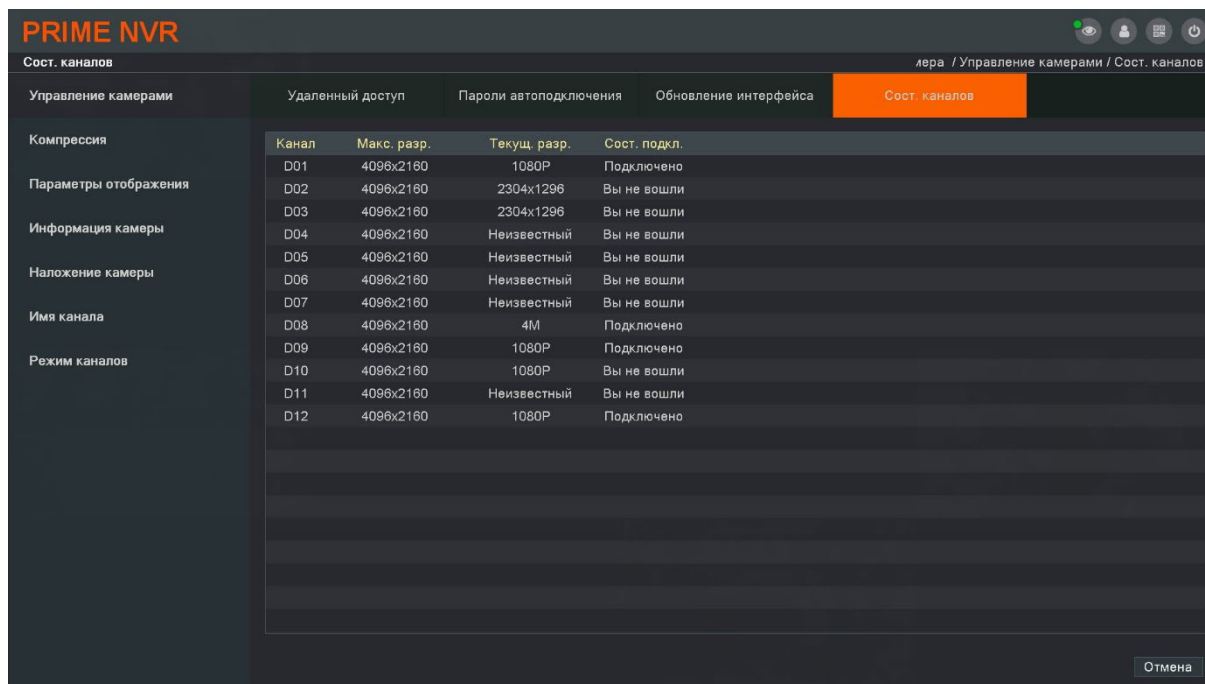 PRIME NVR
Сост. каналов
мера / Управление камерами / Сост. каналов
Управление камерами
Удаленный доступ
Пароли автоподключения
Обновление интерфейса
Сост. каналов
Компрессия
Параметры отображения
Информация камеры
Наложение камеры
Имя канала
Режим каналов
Канал Макс. разр. Текущ. разр. Сост. подкл.
D01 4096x2160 1080P Подключено
D02 4096x2160 2304x1296 Вы не вошли
D03 4096x2160 2304x1296 Вы не вошли
D04 4096x2160 Неизвестный Вы не вошли
D05 4096x2160 Неизвестный Вы не вошли
D06 4096x2160 Неизвестный Вы не вошли
D07 4096x2160 Неизвестный Вы не вошли
D08 4096x2160 4M Подключено
D09 4096x2160 1080P Подключено
D10 4096x2160 1080P Вы не вошли
D11 4096x2160 Неизвестный Вы не вошли
D12 4096x2160 1080P Подключено
Отмена